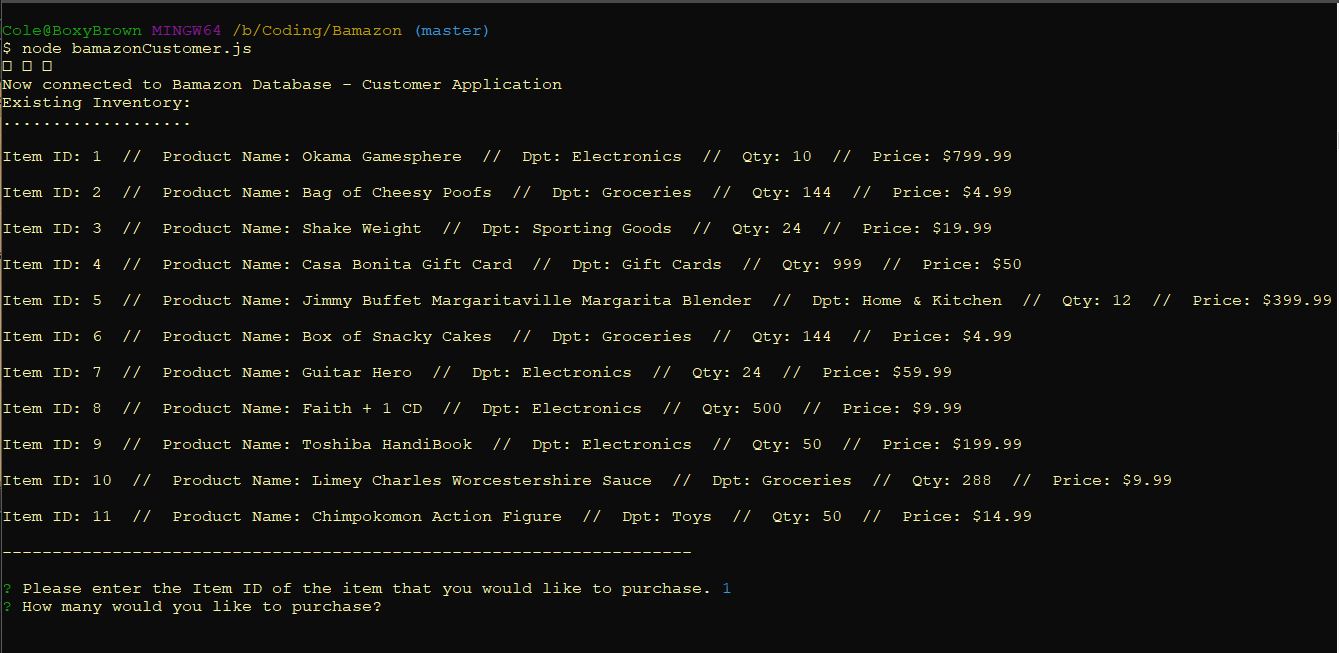 Cole@BoxyBrown MINGW64 /b/Coding/Bamazon (master)
$ node bamazonCustomer.js
□ □ □
Now connected to Bamazon Database - Customer Application
Existing Inventory:
...................
Item ID: 1  //  Product Name: Okama Gamesphere  //  Dpt: Electronics  //  Qty: 10  //  Price: $799.99
Item ID: 2  //  Product Name: Bag of Cheesy Poofs  //  Dpt: Groceries  //  Qty: 144  //  Price: $4.99
Item ID: 3  //  Product Name: Shake Weight  //  Dpt: Sporting Goods  //  Qty: 24  //  Price: $19.99
Item ID: 4  //  Product Name: Casa Bonita Gift Card  //  Dpt: Gift Cards  //  Qty: 999  //  Price: $50
Item ID: 5  //  Product Name: Jimmy Buffet Margaritaville Margarita Blender  //  Dpt: Home & Kitchen  //  Qty: 12  //  Price: $399.99
Item ID: 6  //  Product Name: Box of Snacky Cakes  //  Dpt: Groceries  //  Qty: 144  //  Price: $4.99
Item ID: 7  //  Product Name: Guitar Hero  //  Dpt: Electronics  //  Qty: 24  //  Price: $59.99
Item ID: 8  //  Product Name: Faith + 1 CD  //  Dpt: Electronics  //  Qty: 500  //  Price: $9.99
Item ID: 9  //  Product Name: Toshiba HandiBook  //  Dpt: Electronics  //  Qty: 50  //  Price: $199.99
Item ID: 10  //  Product Name: Limey Charles Worcestershire Sauce  //  Dpt: Groceries  //  Qty: 288  //  Price: $9.99
Item ID: 11  //  Product Name: Chimpokomon Action Figure  //  Dpt: Toys  //  Qty: 50  //  Price: $14.99
---------------------------------------------------------------------
? Please enter the Item ID of the item that you would like to purchase. 1
? How many would you like to purchase?